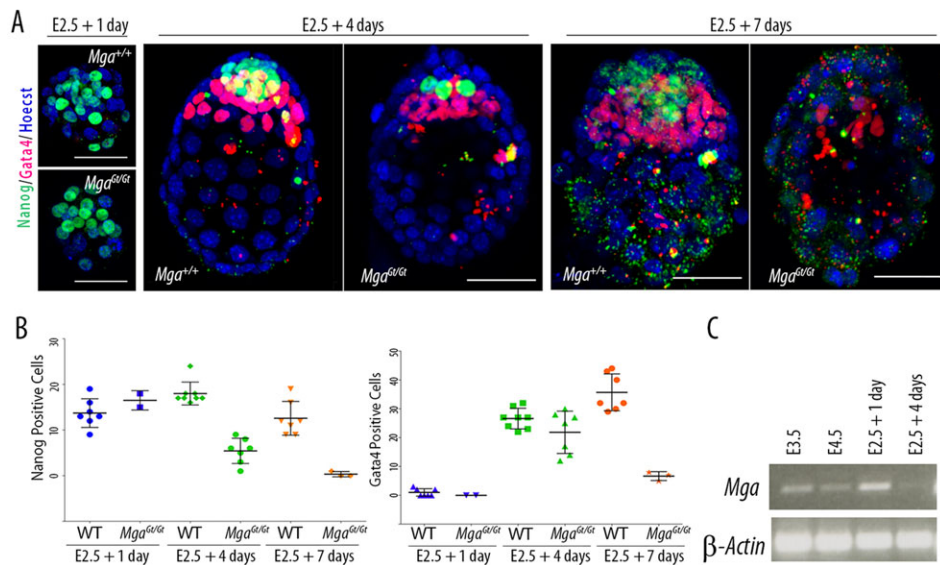 A
E2.5 + 1 day
E2.5 + 4 days
E2.5 + 7 days
Nanog/Gata4/Hoecst
Mga+/+
MgaGt/Gt
Mga+/+
MgaGt/Gt
Mga+/+
MgaGt/Gt
B
Nanog Positive Cells
30
20
10
0
WT MgaGt/Gt WT MgaGt/Gt WT MgaGt/Gt
E2.5 + 1 day E2.5 + 4 days E2.5 + 7 days
Gata4 Positive Cells
50
40
30
20
10
0
WT MgaGt/Gt WT MgaGt/Gt WT MgaGt/Gt
E2.5 + 1 day E2.5 + 4 days E2.5 + 7 days
C
E3.5
E4.5
E2.5 + 1 day
E2.5 + 4 days
Mga
β-Actin